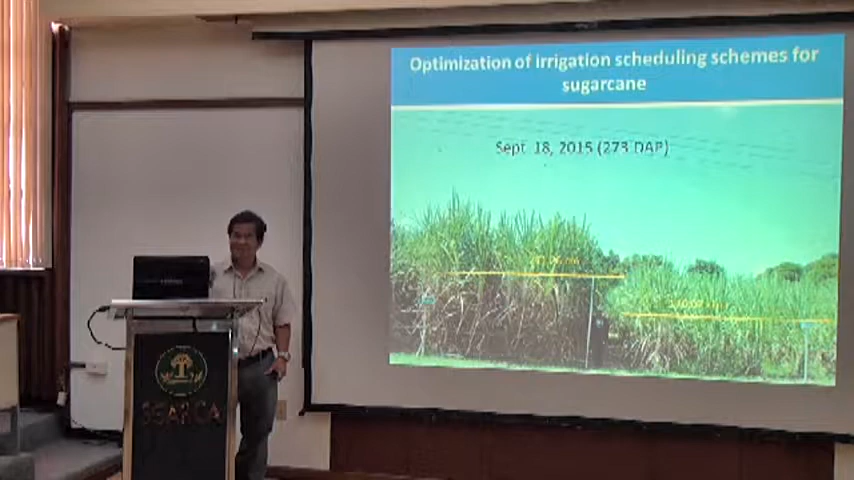 Optimization of irrigation scheduling schemes for
sugarcane
Sept. 18, 2015 (273 DAP)
SEARCA